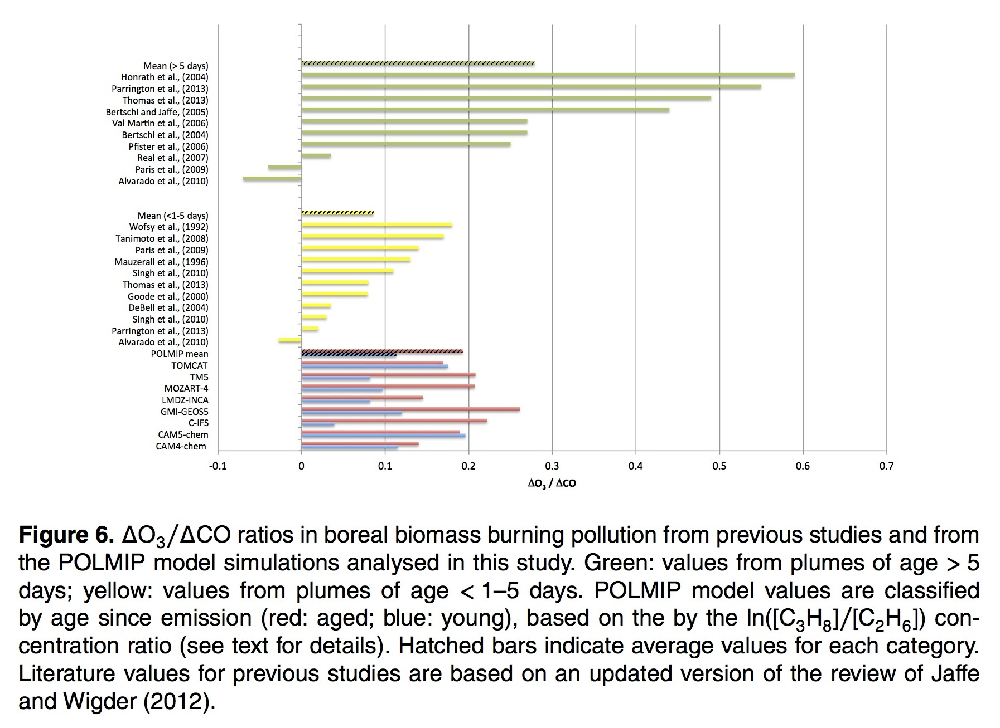 Mean (> 5 days)
Honrath et al., (2004)
Parrington et al., (2013)
Thomas et al., (2013)
Bertschi and Jaffe, (2005)
Val Martin et al., (2006)
Bertschi et al., (2004)
Pfister et al., (2006)
Real et al., (2007)
Paris et al., (2009)
Alvarado et al., (2010)
Mean (<1-5 days)
Wofsy et al., (1992)
Tanimoto et al., (2008)
Paris et al., (2009)
Mauzerall et al., (1996)
Singh et al., (2010)
Thomas et al., (2013)
Goode et al., (2000)
DeBell et al., (2004)
Singh et al., (2010)
Parrington et al., (2013)
Alvarado et al., (2010)
POLMIP mean
TOMCAT
TM5
MOZART-4
LMDZ-INCA
GMI-GEOS5
C-IFS
CAM5-chem
CAM4-chem
-0.1 0 0.1 0.2 0.3 0.4 0.5 0.6 0.7
ΔO₃ / ΔCO
Figure 6. ΔO₃/ΔCO ratios in boreal biomass burning pollution from previous studies and from
the POLMIP model simulations analysed in this study. Green: values from plumes of age > 5
days; yellow: values from plumes of age < 1–5 days. POLMIP model values are classified
by age since emission (red: aged; blue: young), based on the by the ln([C₃H₈]/[C₂H₆]) con-
centration ratio (see text for details). Hatched bars indicate average values for each category.
Literature values for previous studies are based on an updated version of the review of Jaffe
and Wigder (2012).